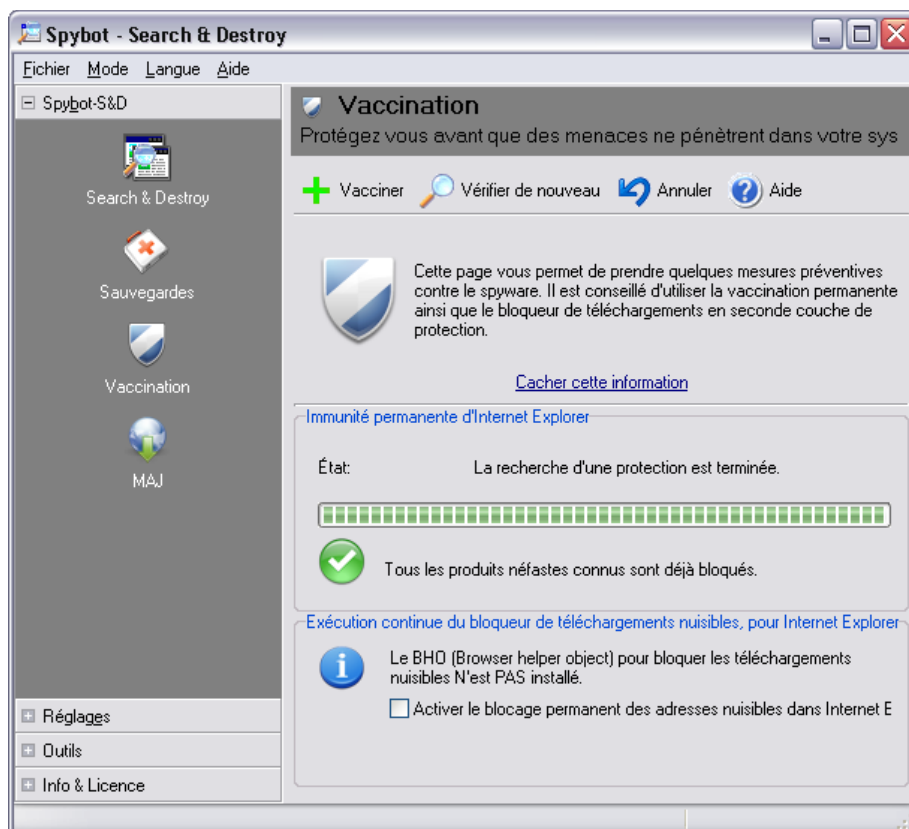 Spybot - Search & Destroy
Fichier Mode Langue Aide
Spybot-S&D
Search & Destroy
Sauvegardes
Vaccination
MAJ
Réglages
Outils
Info & Licence
Vaccination
Protégez vous avant que des menaces ne pénètrent dans votre sys
Vacciner Vérifier de nouveau Annuler Aide
Cette page vous permet de prendre quelques mesures préventives
contre le spyware. Il est conseillé d'utiliser la vaccination permanente
ainsi que le bloqueur de téléchargements en seconde couche de
protection.
Cacher cette information
Immunité permanente d'Internet Explorer
État: La recherche d'une protection est terminée.
Tous les produits néfastes connus sont déjà bloqués.
Exécution continue du bloqueur de téléchargements nuisibles, pour Internet Explorer
Le BHO (Browser helper object) pour bloquer les téléchargements
nuisibles N'est PAS installé.
Activer le blocage permanent des adresses nuisibles dans Internet E